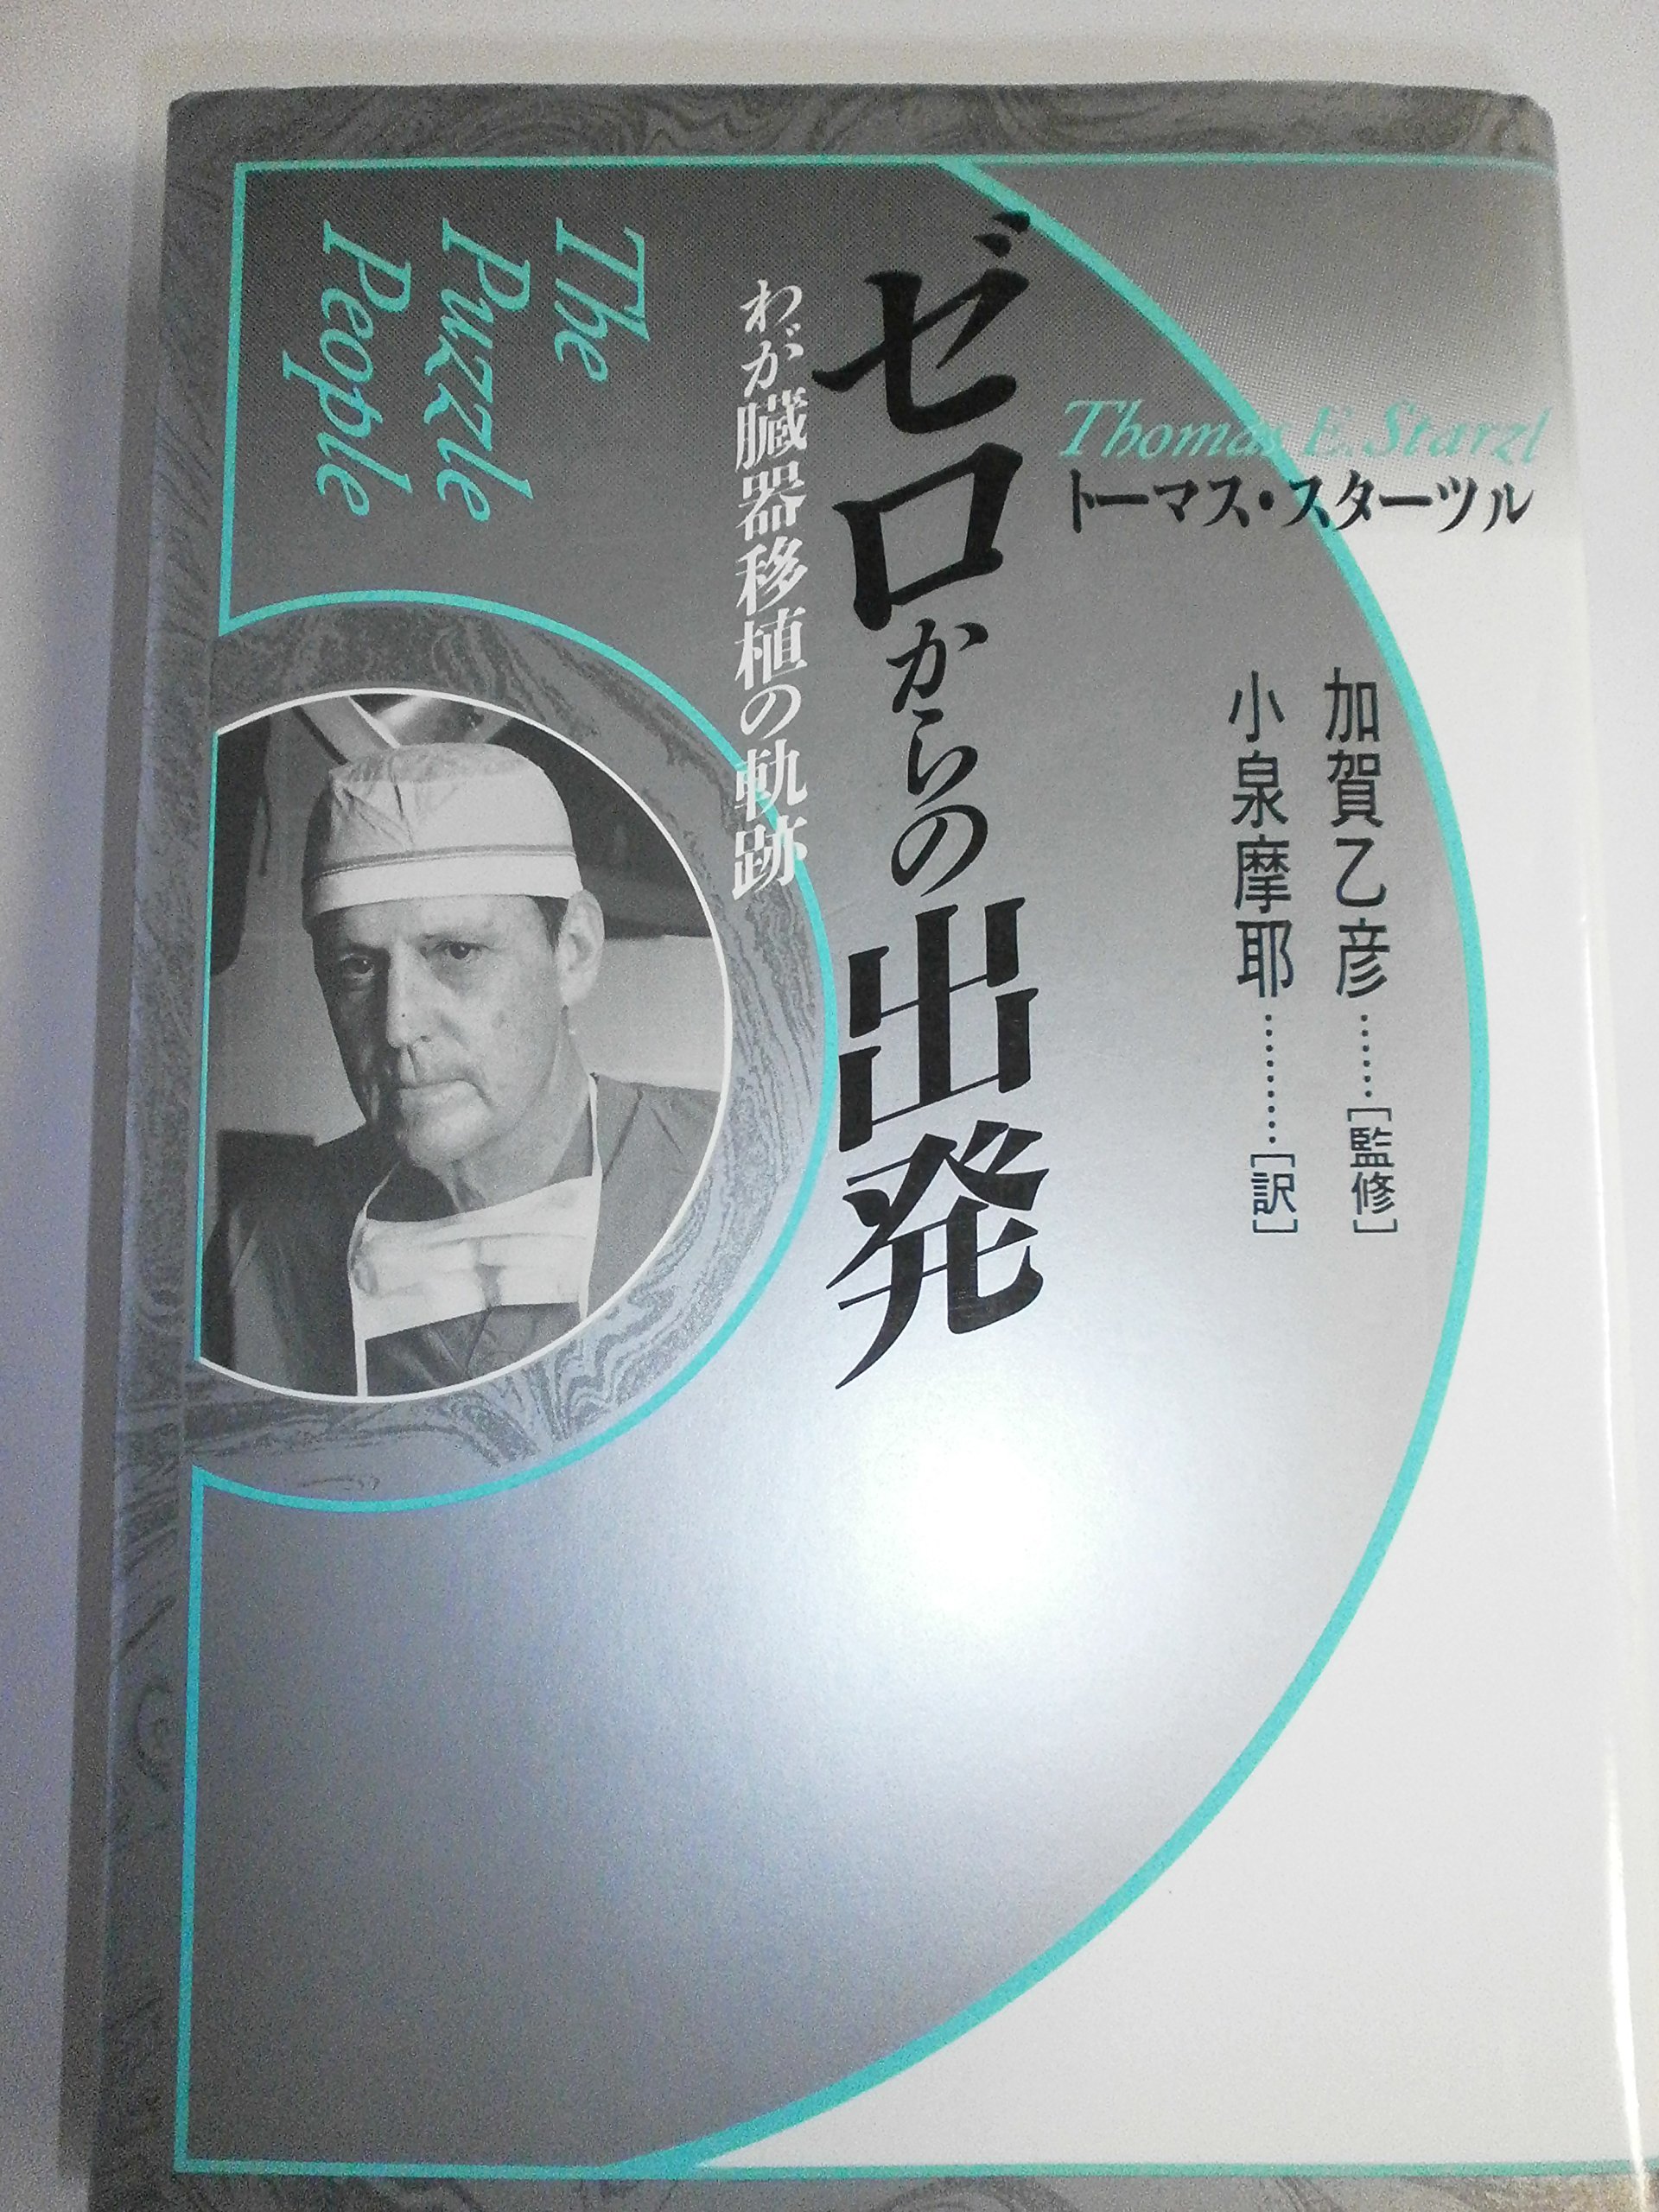 Thomas E. Starzl
トーマス・スターツル
加賀乙彦……[監修]
小泉摩耶………[訳]
ゼロからの出発
わが臓器移植の軌跡
The
Puzzle
People